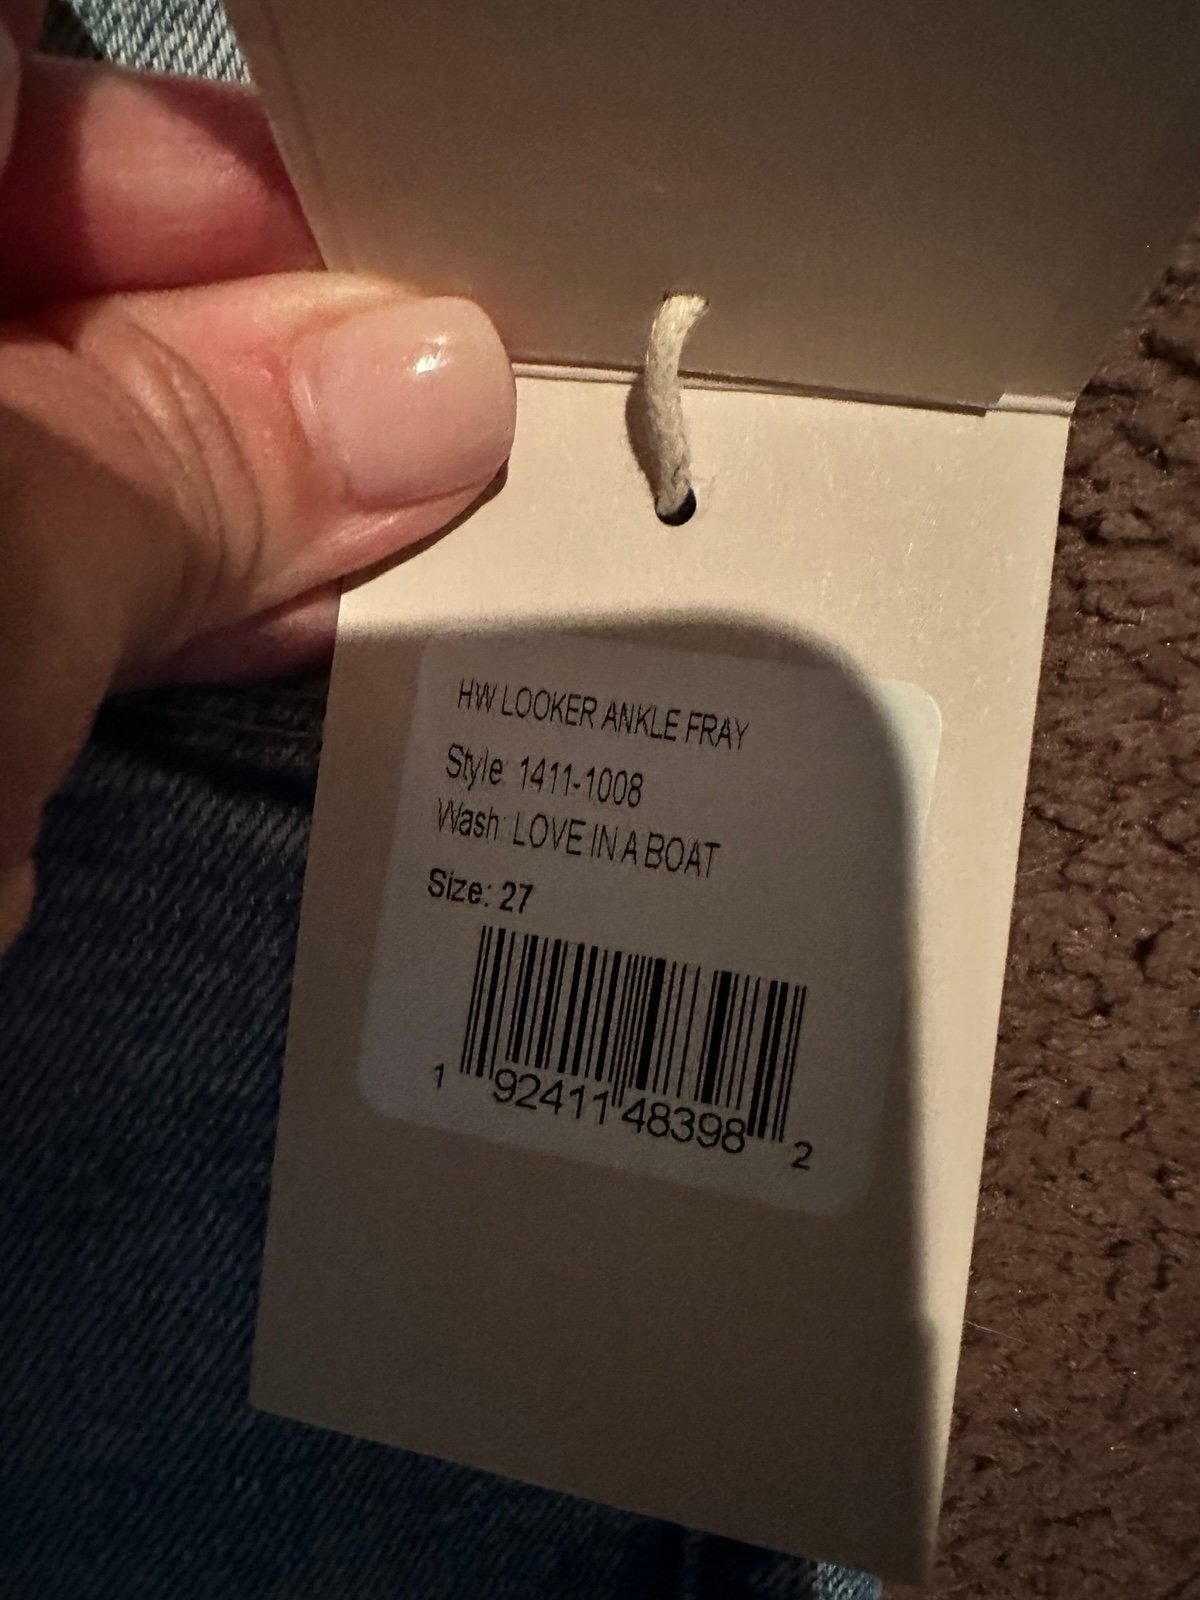 HW LOOKER ANKLE FRAY
Style: 1411-1008
Wash: LOVE IN A BOAT
Size: 27
1 92411 48398 2